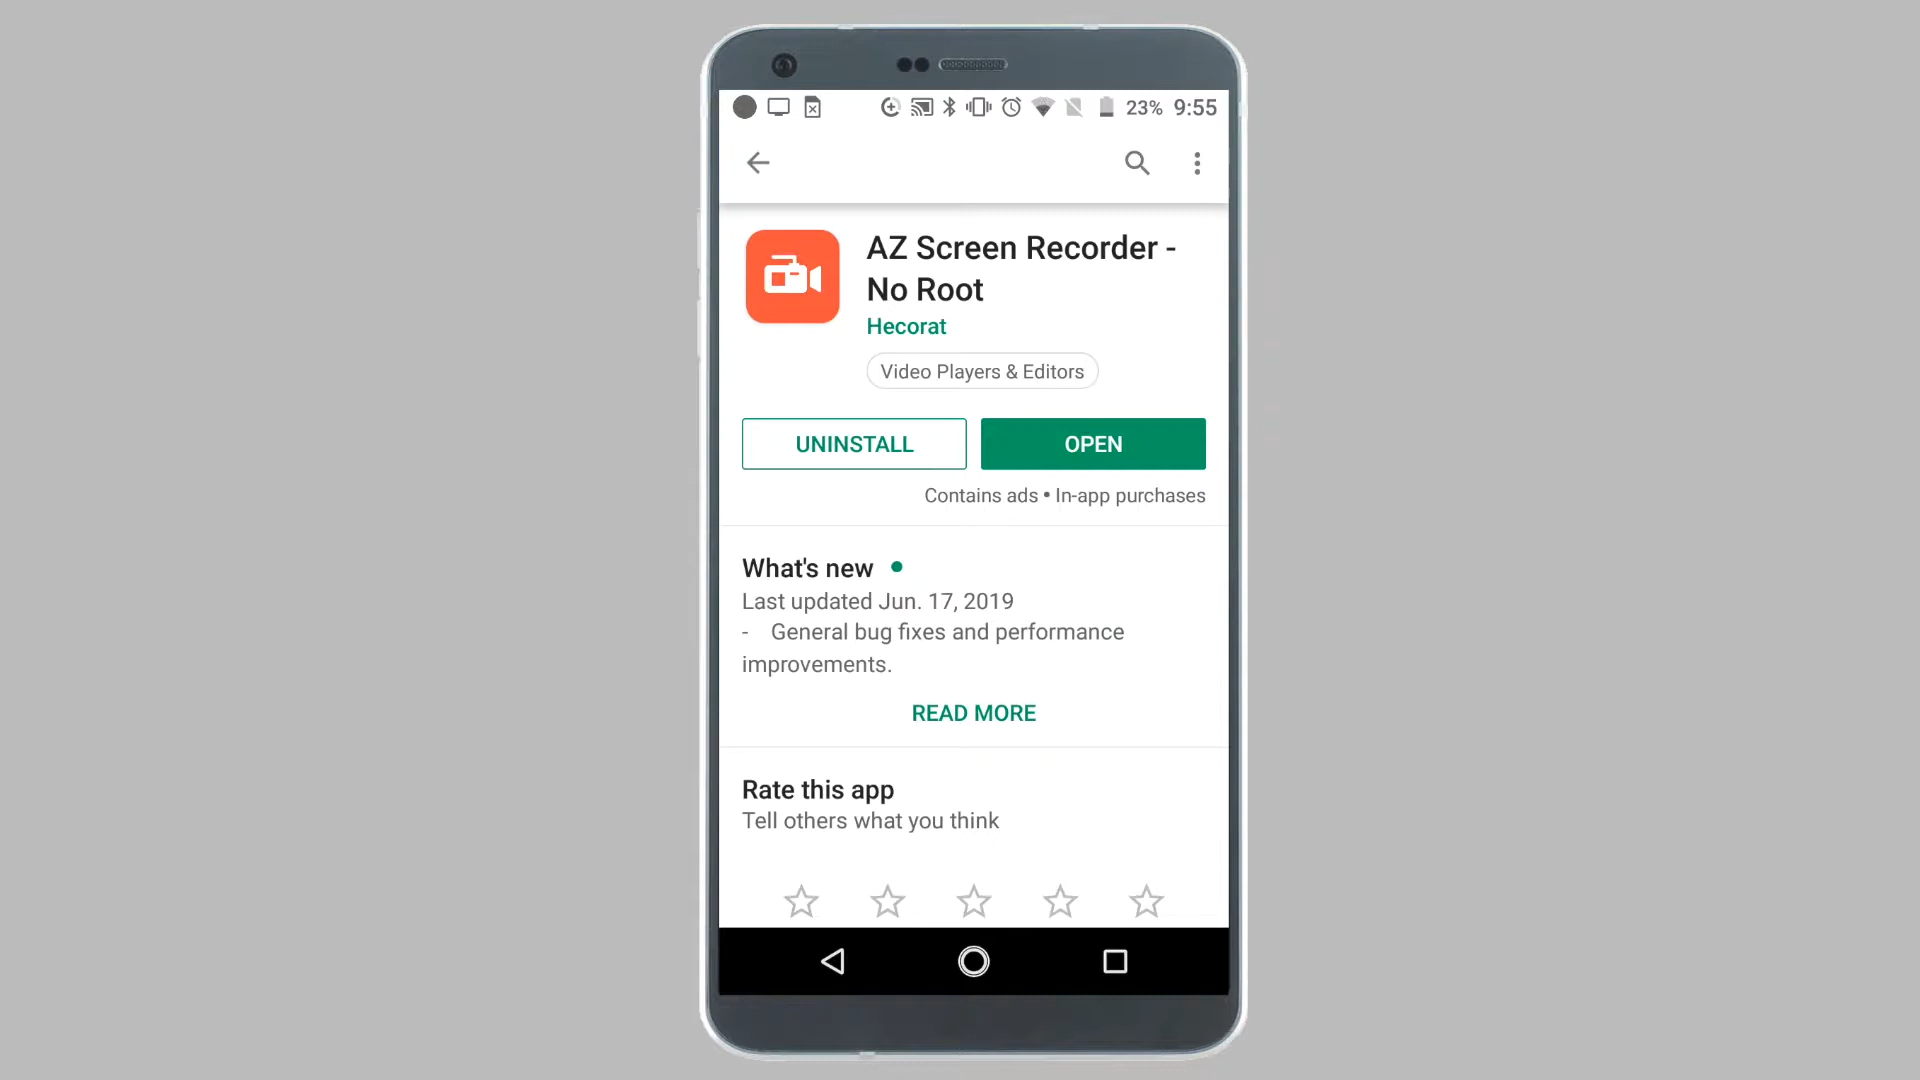 23% 9:55
AZ Screen Recorder -
No Root
Hecorat
Video Players & Editors
UNINSTALL
OPEN
Contains ads • In-app purchases
What's new
Last updated Jun. 17, 2019
- General bug fixes and performance
improvements.
READ MORE
Rate this app
Tell others what you think